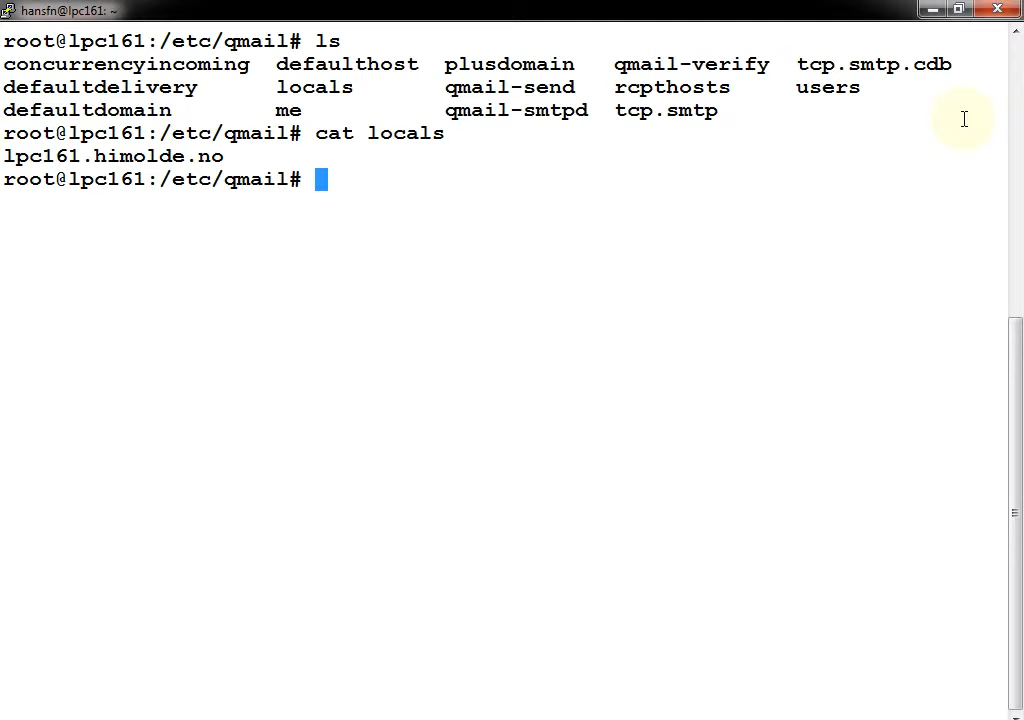 hansfn@lpc161: ~
root@lpc161:/etc/qmail# ls
concurrencyincoming  defaulthost  plusdomain   qmail-verify  tcp.smtp.cdb
defaultdelivery      locals       qmail-send   rcpthosts     users
defaultdomain        me           qmail-smtpd  tcp.smtp
root@lpc161:/etc/qmail# cat locals
lpc161.himolde.no
root@lpc161:/etc/qmail#